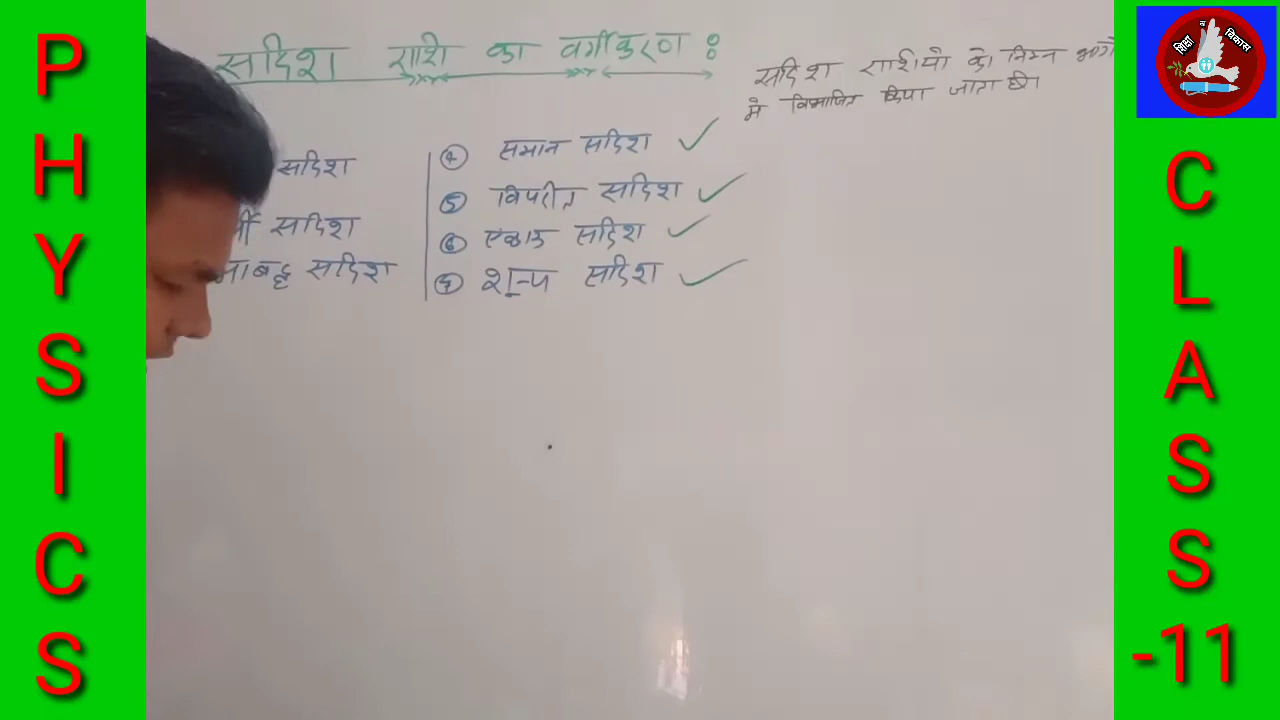 PHYSICS
सदिश राशि का वर्गीकरण :
सदिश राशियो को निम्न भागो
मे विभाजित किया जाता है।
सदिश
सदिश
सदिश
④ समान सदिश ✓
⑤ विपरीत सदिश ✓
⑥ एकांक सदिश ✓
⑦ शून्य सदिश ✓
शिक्षा न विकास
CLASS
-11